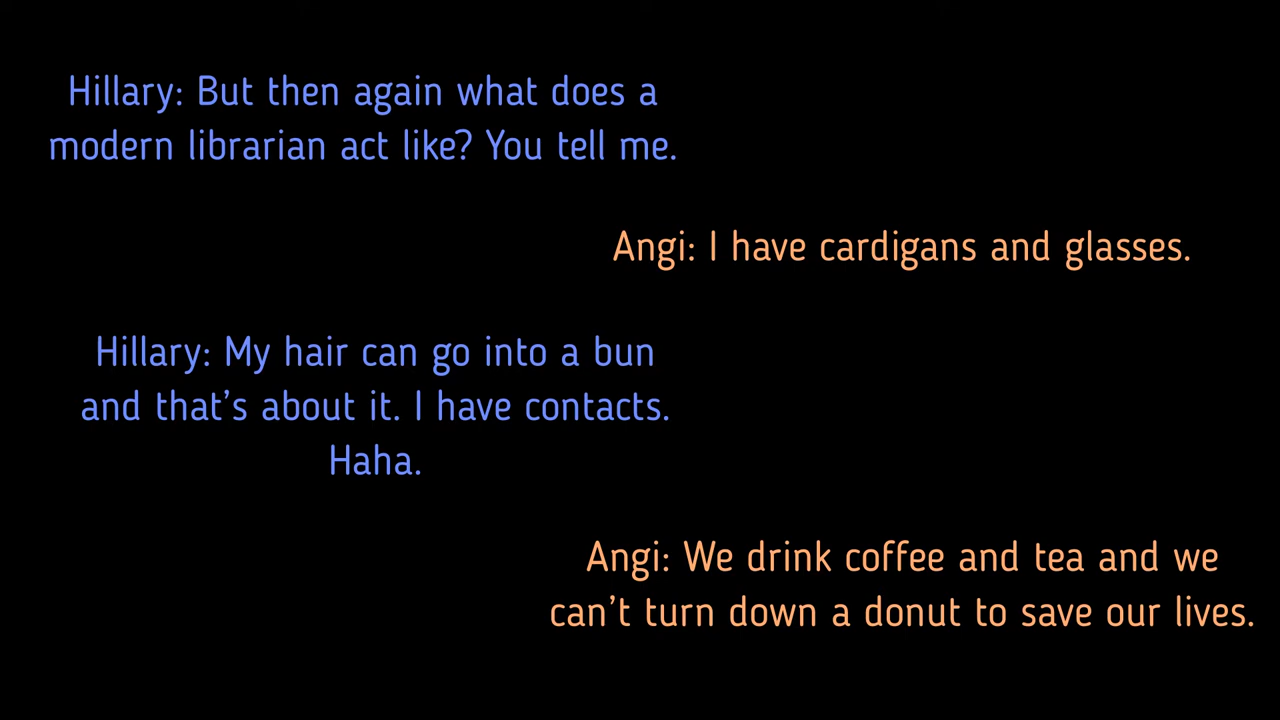 Hillary: But then again what does a
modern librarian act like? You tell me.
Angi: I have cardigans and glasses.
Hillary: My hair can go into a bun
and that’s about it. I have contacts.
Haha.
Angi: We drink coffee and tea and we
can’t turn down a donut to save our lives.